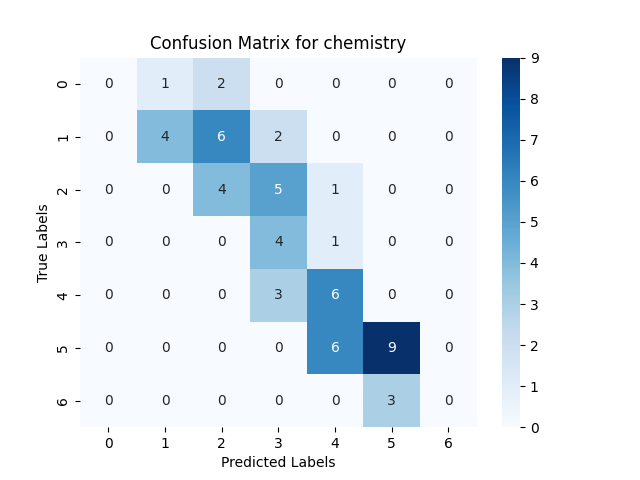 Confusion Matrix for chemistry
True Labels
0 0 1 2 0 0 0 0
1 0 4 6 2 0 0 0
2 0 0 4 5 1 0 0
3 0 0 0 4 1 0 0
4 0 0 0 3 6 0 0
5 0 0 0 0 6 9 0
6 0 0 0 0 0 3 0
0 1 2 3 4 5 6
Predicted Labels
9
8
7
6
5
4
3
2
1
0